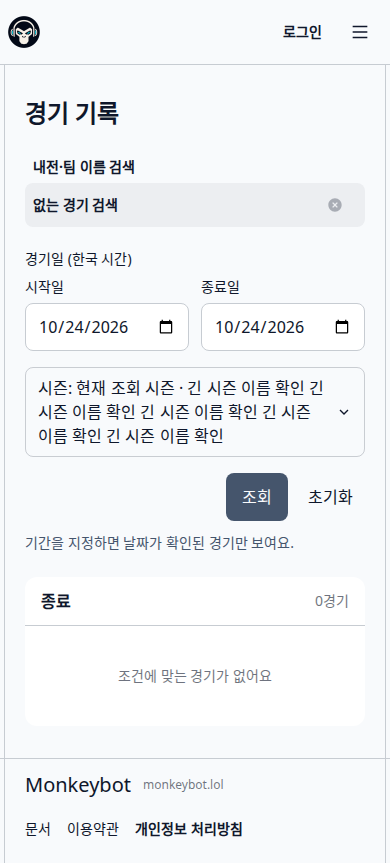 로그인
경기 기록
내전·팀 이름 검색
없는 경기 검색
경기일 (한국 시간)
시작일 종료일
10/24/2026 10/24/2026
시즌: 현재 조회 시즌 · 긴 시즌 이름 확인 긴
시즌 이름 확인 긴 시즌 이름 확인 긴 시즌
이름 확인 긴 시즌 이름 확인
조회 초기화
기간을 지정하면 날짜가 확인된 경기만 보여요.
종료 0경기
조건에 맞는 경기가 없어요
Monkeybot monkeybot.lol
문서 이용약관 개인정보 처리방침